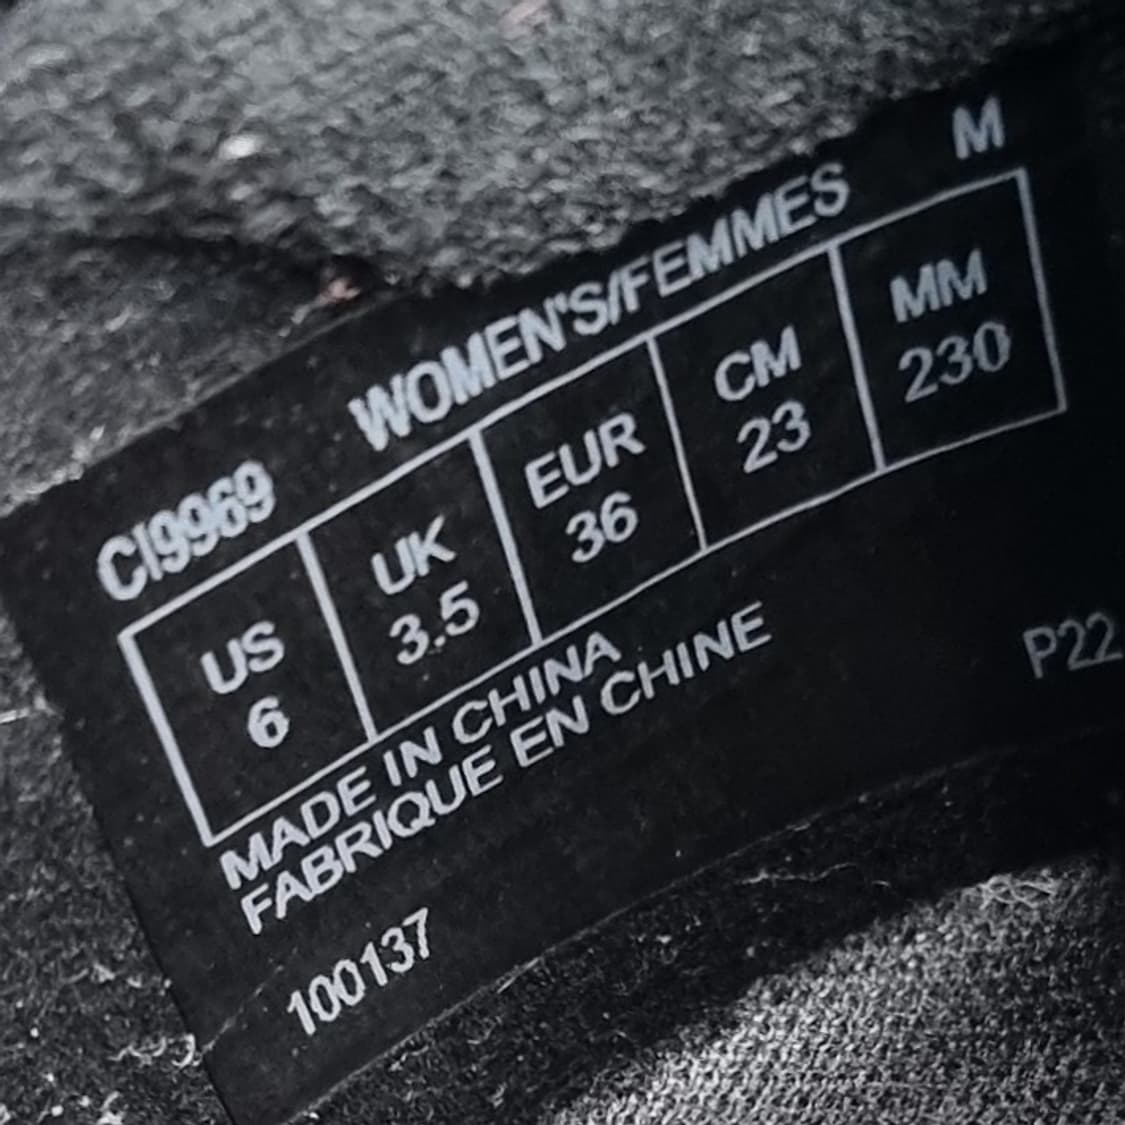 CI9969 WOMEN'S/FEMMES M
US UK EUR CM MM
6 3.5 36 23 230
MADE IN CHINA
FABRIQUE EN CHINE
P22
100137